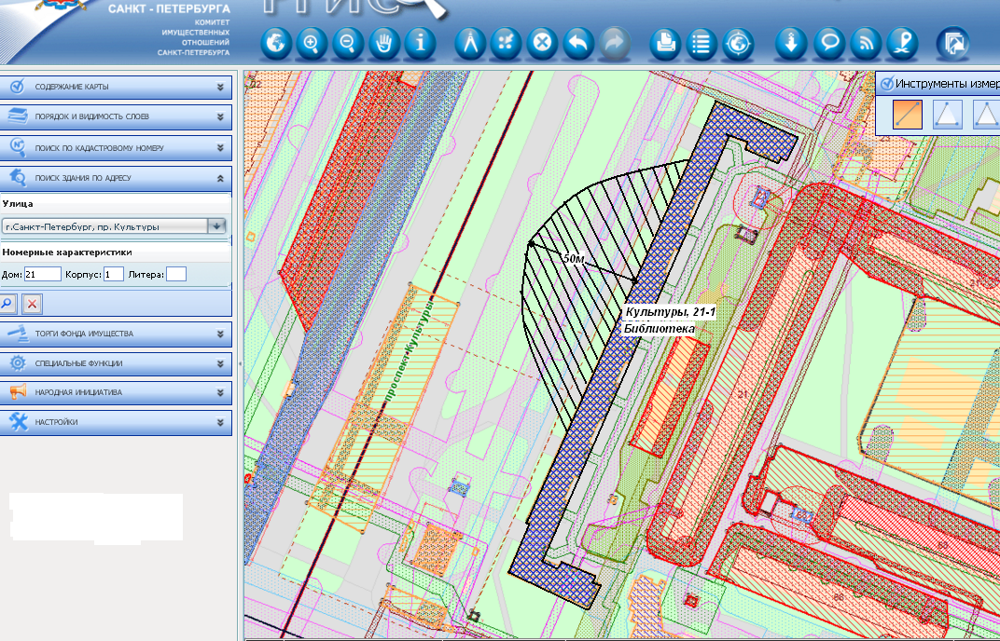 САНКТ - ПЕТЕРБУРГА
КОМИТЕТ
ИМУЩЕСТВЕННЫХ
ОТНОШЕНИЙ
САНКТ-ПЕТЕРБУРГА
СОДЕРЖАНИЕ КАРТЫ
ПОРЯДОК И ВИДИМОСТЬ СЛОЕВ
ПОИСК ПО КАДАСТРОВОМУ НОМЕРУ
ПОИСК ЗДАНИЯ ПО АДРЕСУ
Улица
г.Санкт-Петербург, пр. Культуры
Номерные характеристики
Дом: 21 Корпус: 1 Литера:
ТОРГИ ФОНДА ИМУЩЕСТВА
СПЕЦИАЛЬНЫЕ ФУНКЦИИ
НАРОДНАЯ ИНИЦИАТИВА
НАСТРОЙКИ
Инструменты измер
50м
Культуры, 21-1
Библиотека
проспект Культуры
21